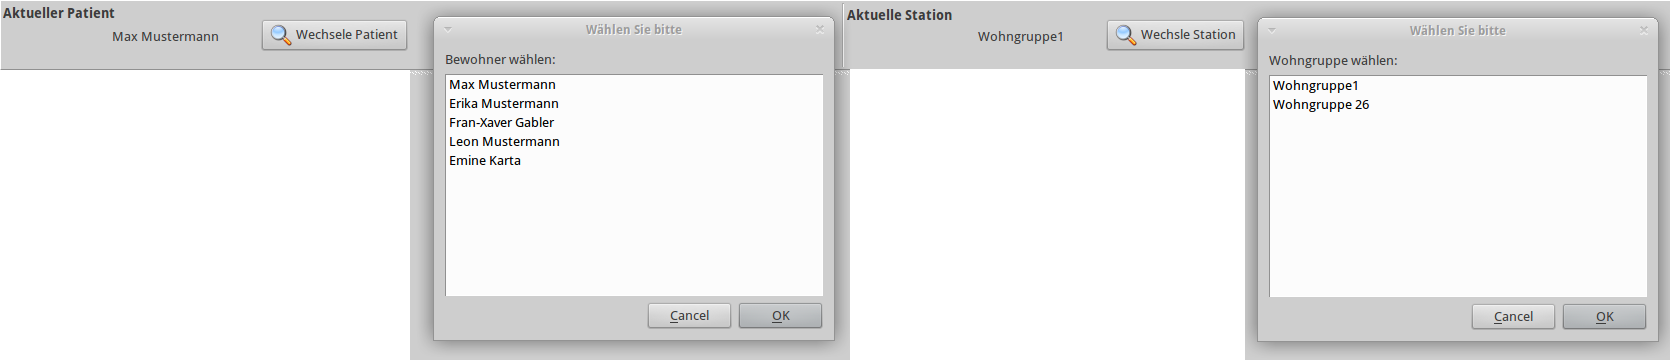 Aktueller Patient
Max Mustermann
Wechsele Patient
Wählen Sie bitte
Bewohner wählen:
Max Mustermann
Erika Mustermann
Fran-Xaver Gabler
Leon Mustermann
Emine Karta
Cancel
OK
Aktuelle Station
Wohngruppe1
Wechsle Station
Wählen Sie bitte
Wohngruppe wählen:
Wohngruppe1
Wohngruppe 26
Cancel
OK